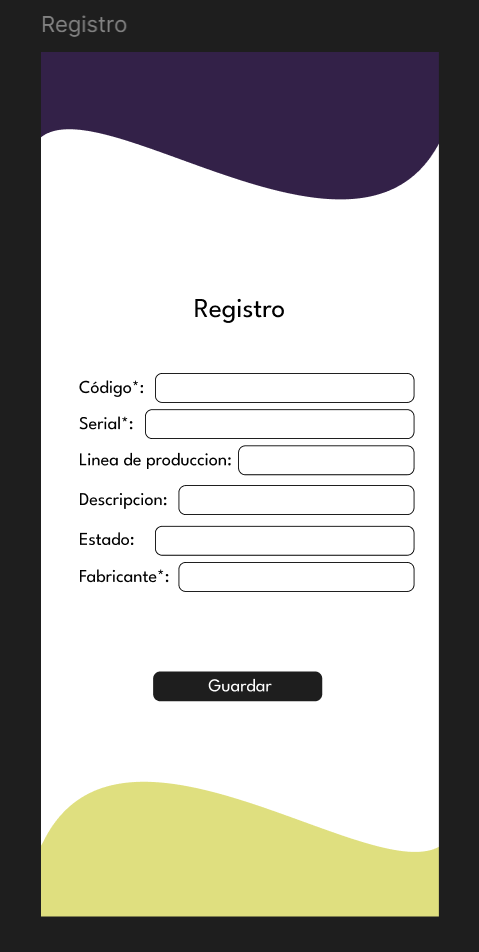 Registro
Registro
Código*:
Serial*:
Linea de produccion:
Descripcion:
Estado:
Fabricante*:
Guardar